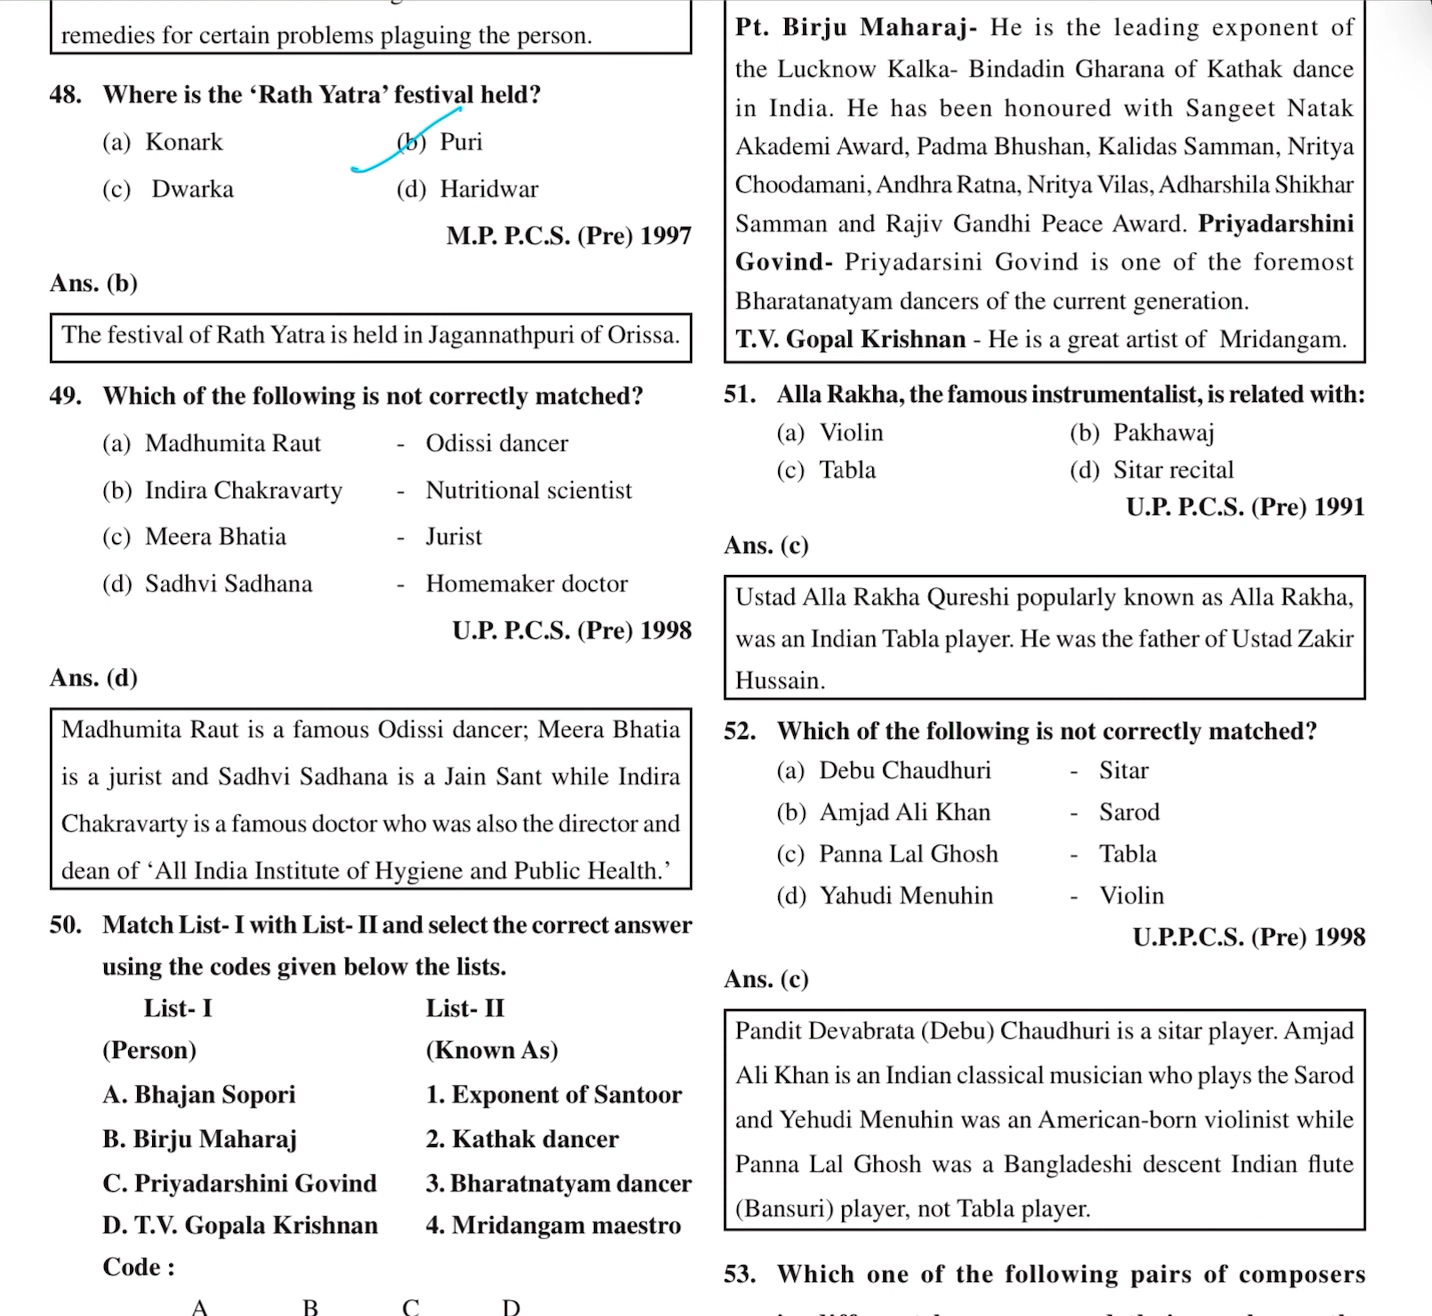 remedies for certain problems plaguing the person.
48. Where is the ‘Rath Yatra’ festival held?
(a) Konark (b) Puri
(c) Dwarka (d) Haridwar
M.P. P.C.S. (Pre) 1997
Ans. (b)
The festival of Rath Yatra is held in Jagannathpuri of Orissa.
49. Which of the following is not correctly matched?
(a) Madhumita Raut - Odissi dancer
(b) Indira Chakravarty - Nutritional scientist
(c) Meera Bhatia - Jurist
(d) Sadhvi Sadhana - Homemaker doctor
U.P. P.C.S. (Pre) 1998
Ans. (d)
Madhumita Raut is a famous Odissi dancer; Meera Bhatia
is a jurist and Sadhvi Sadhana is a Jain Sant while Indira
Chakravarty is a famous doctor who was also the director and
dean of ‘All India Institute of Hygiene and Public Health.’
50. Match List- I with List- II and select the correct answer
using the codes given below the lists.
List- I List- II
(Person) (Known As)
A. Bhajan Sopori 1. Exponent of Santoor
B. Birju Maharaj 2. Kathak dancer
C. Priyadarshini Govind 3. Bharatnatyam dancer
D. T.V. Gopala Krishnan 4. Mridangam maestro
Code :
A B C D
Pt. Birju Maharaj- He is the leading exponent of
the Lucknow Kalka- Bindadin Gharana of Kathak dance
in India. He has been honoured with Sangeet Natak
Akademi Award, Padma Bhushan, Kalidas Samman, Nritya
Choodamani, Andhra Ratna, Nritya Vilas, Adharshila Shikhar
Samman and Rajiv Gandhi Peace Award. Priyadarshini
Govind- Priyadarsini Govind is one of the foremost
Bharatanatyam dancers of the current generation.
T.V. Gopal Krishnan - He is a great artist of Mridangam.
51. Alla Rakha, the famous instrumentalist, is related with:
(a) Violin (b) Pakhawaj
(c) Tabla (d) Sitar recital
U.P. P.C.S. (Pre) 1991
Ans. (c)
Ustad Alla Rakha Qureshi popularly known as Alla Rakha,
was an Indian Tabla player. He was the father of Ustad Zakir
Hussain.
52. Which of the following is not correctly matched?
(a) Debu Chaudhuri - Sitar
(b) Amjad Ali Khan - Sarod
(c) Panna Lal Ghosh - Tabla
(d) Yahudi Menuhin - Violin
U.P.P.C.S. (Pre) 1998
Ans. (c)
Pandit Devabrata (Debu) Chaudhuri is a sitar player. Amjad
Ali Khan is an Indian classical musician who plays the Sarod
and Yehudi Menuhin was an American-born violinist while
Panna Lal Ghosh was a Bangladeshi descent Indian flute
(Bansuri) player, not Tabla player.
53. Which one of the following pairs of composers